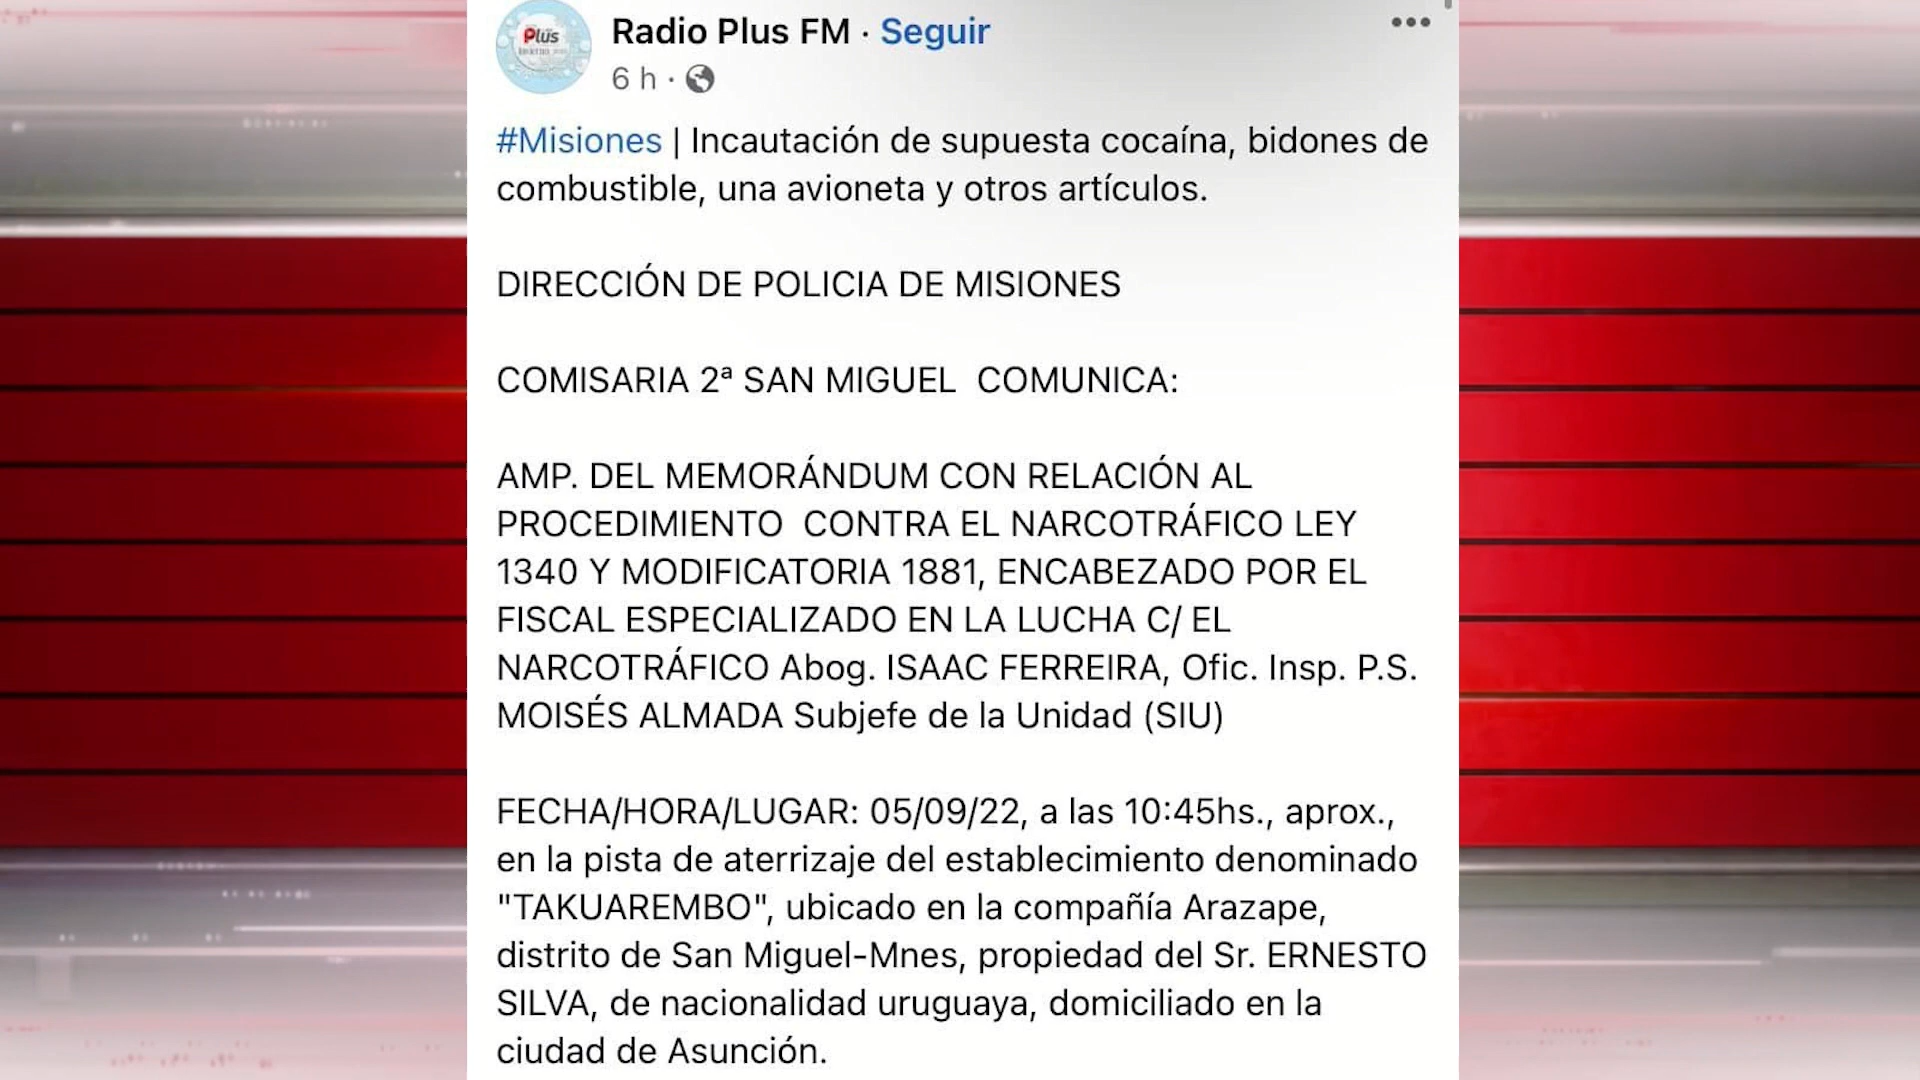 Plus
Radio Plus FM · Seguir
6 h ·
#Misiones | Incautación de supuesta cocaína, bidones de
combustible, una avioneta y otros artículos.
DIRECCIÓN DE POLICIA DE MISIONES
COMISARIA 2ª SAN MIGUEL  COMUNICA:
AMP. DEL MEMORÁNDUM CON RELACIÓN AL
PROCEDIMIENTO  CONTRA EL NARCOTRÁFICO LEY
1340 Y MODIFICATORIA 1881, ENCABEZADO POR EL
FISCAL ESPECIALIZADO EN LA LUCHA C/ EL
NARCOTRÁFICO Abog. ISAAC FERREIRA, Ofic. Insp. P.S.
MOISÉS ALMADA Subjefe de la Unidad (SIU)
FECHA/HORA/LUGAR: 05/09/22, a las 10:45hs., aprox.,
en la pista de aterrizaje del establecimiento denominado
"TAKUAREMBO", ubicado en la compañía Arazape,
distrito de San Miguel-Mnes, propiedad del Sr. ERNESTO
SILVA, de nacionalidad uruguaya, domiciliado en la
ciudad de Asunción.